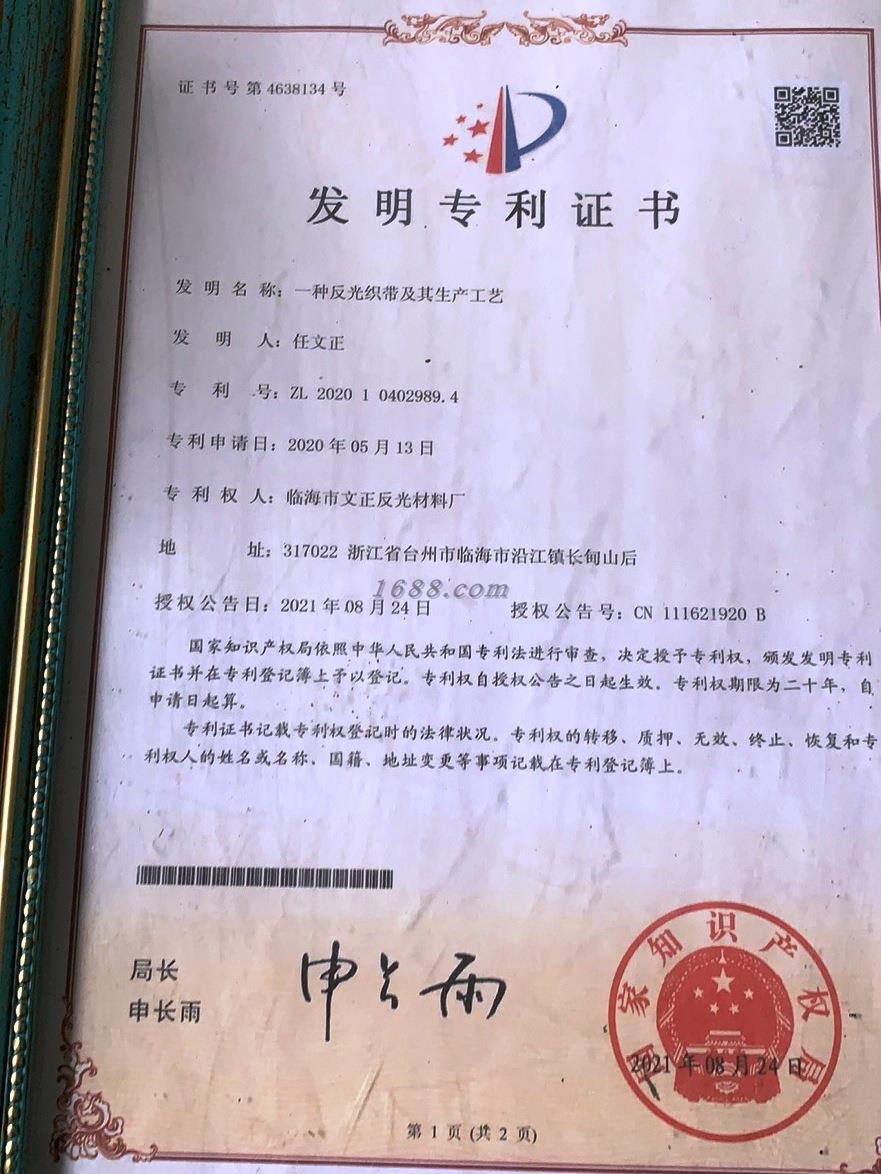 证书号第4638134号
发明专利证书
发明名称：一种反光织带及其生产工艺
发明人：任文正
专利号：ZL 2020 1 0402989.4
专利申请日：2020年05月13日
专利权人：临海市文正反光材料厂
地址：317022 浙江省台州市临海市沿江镇长甸山后
1688.com
授权公告日：2021年08月24日 授权公告号：CN 111621920 B
国家知识产权局依照中华人民共和国专利法进行审查，决定授予专利权，颁发发明专利
证书并在专利登记簿上予以登记。专利权自授权公告之日起生效。专利权期限为二十年，自
申请日起算。
专利证书记载专利权登记时的法律状况。专利权的转移、质押、无效、终止、恢复和专
利权人的姓名或名称、国籍、地址变更等事项记载在专利登记簿上。
局长
申长雨
申长雨
国家知识产权局
2021年08月24日
第1页(共2页)